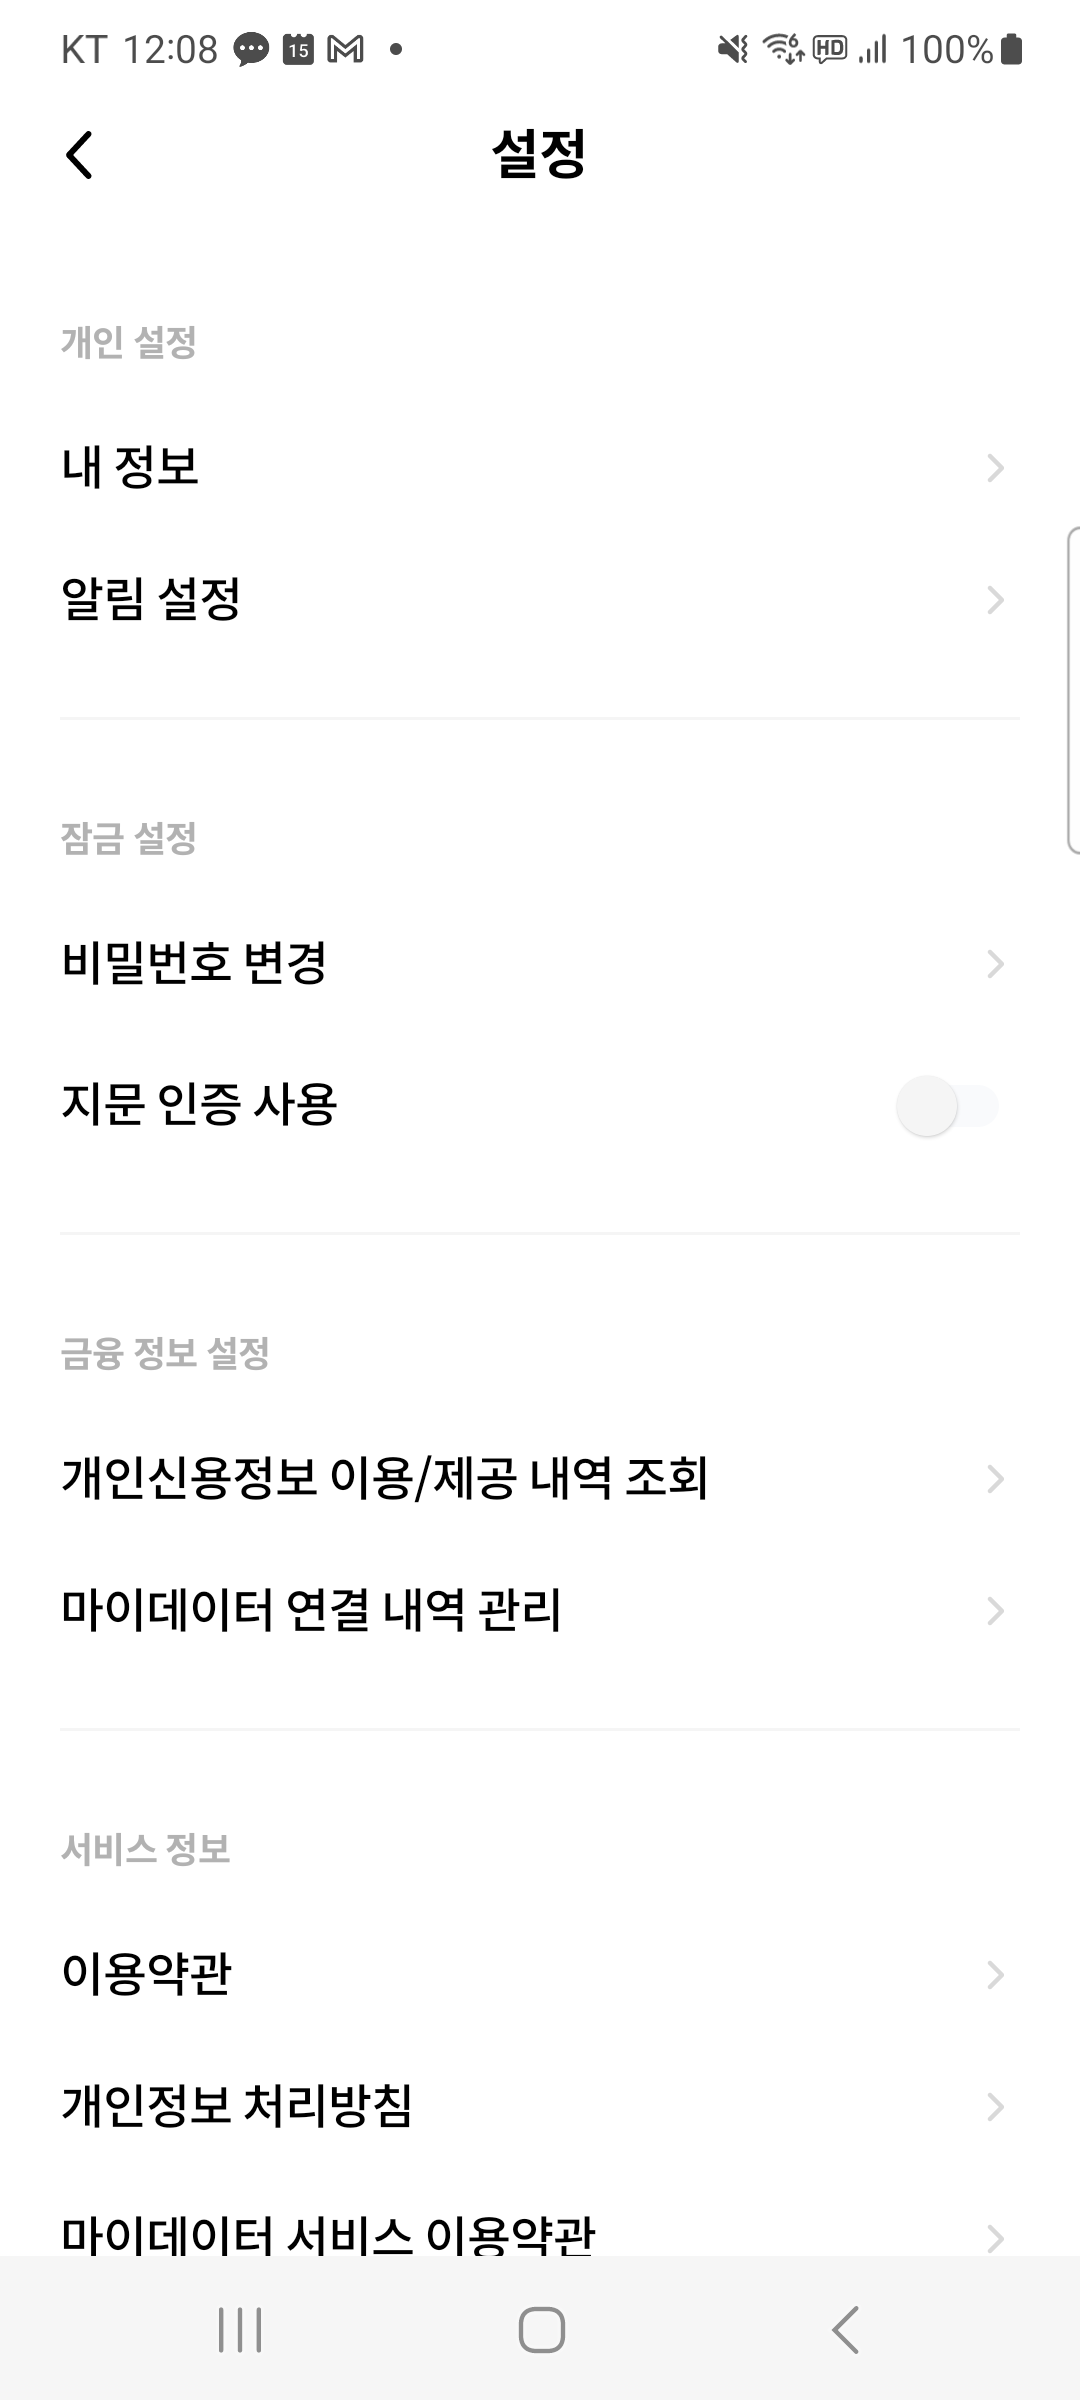 KT 12:08 15 6 HD 100%
설정
개인 설정
내 정보
알림 설정
잠금 설정
비밀번호 변경
지문 인증 사용
금융 정보 설정
개인신용정보 이용/제공 내역 조회
마이데이터 연결 내역 관리
서비스 정보
이용약관
개인정보 처리방침
마이데이터 서비스 이용약관